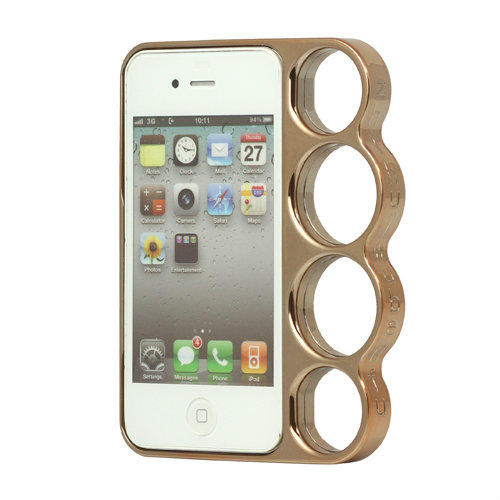 3G 10:11 94%
Thursday
27
Notes Clock Mail Calendar
Calculator Camera Safari Maps
Photos Entertainment
4
Settings Messages Phone iPod